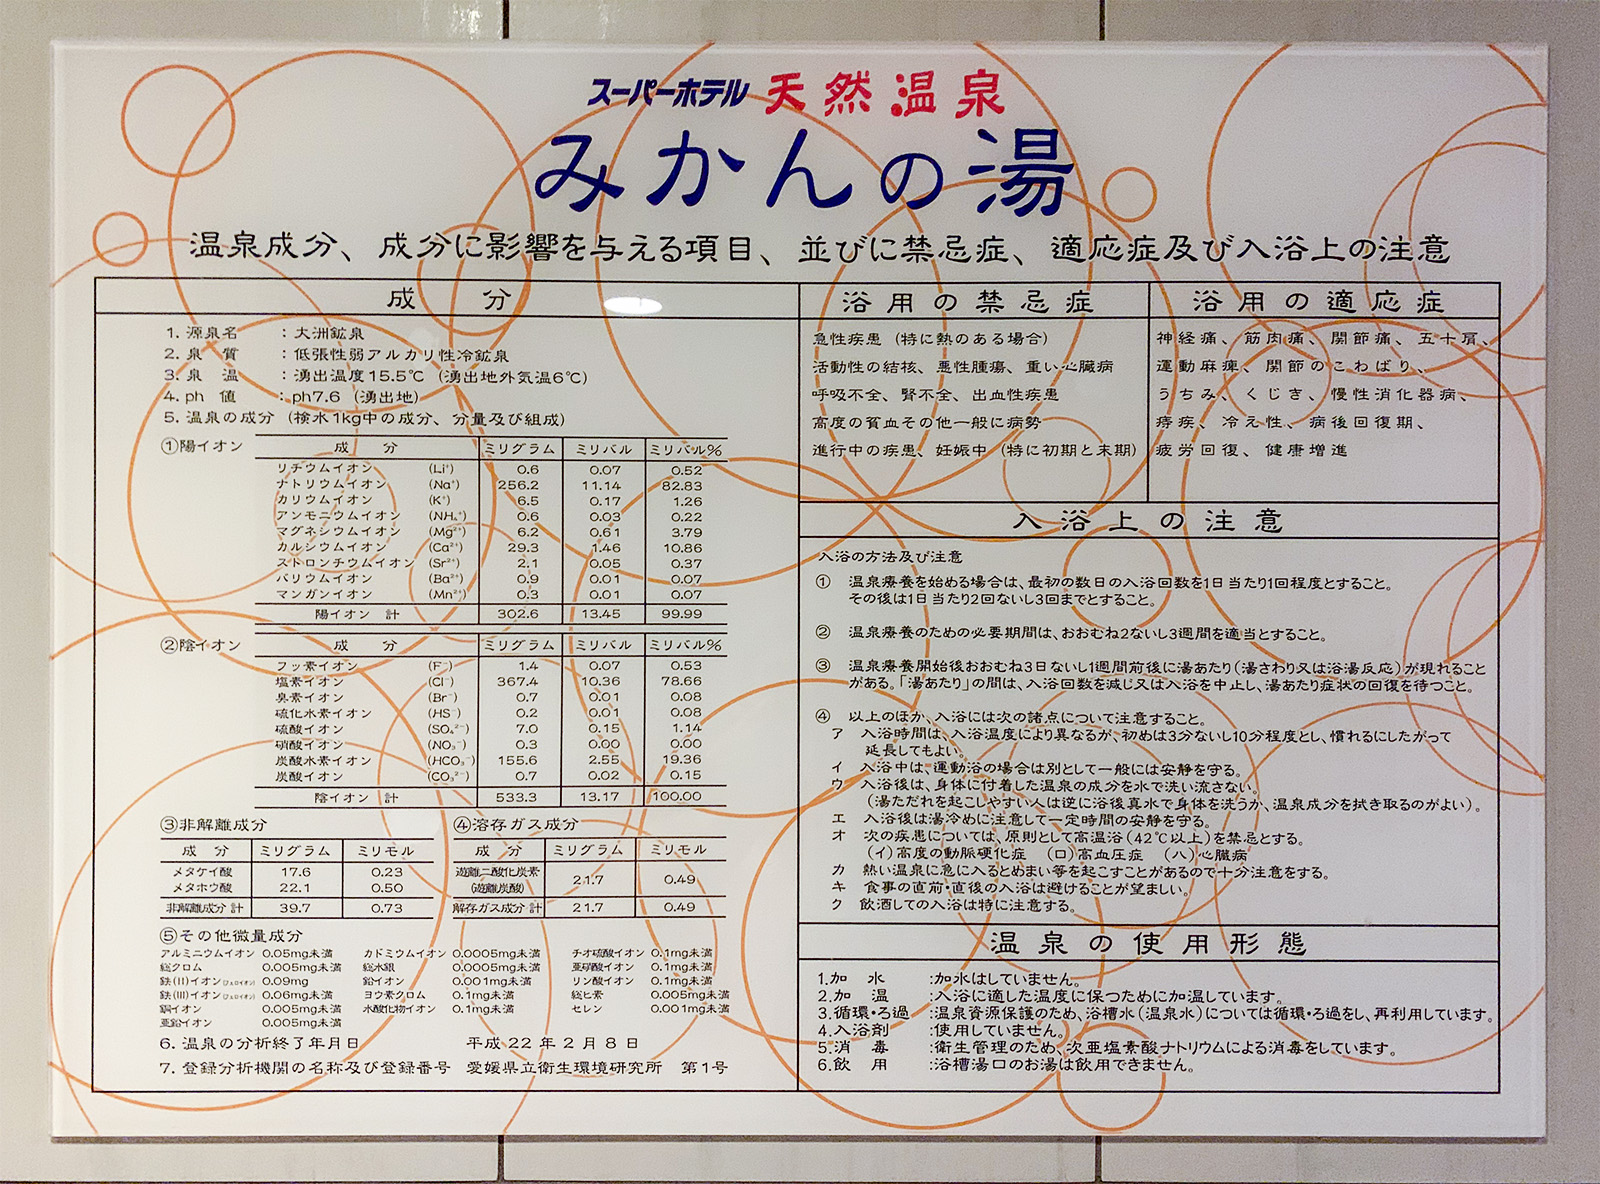 スーパーホテル 天然温泉
みかんの湯
温泉成分、成分に影響を与える項目、並びに禁忌症、適応症及び入浴上の注意
成分
1. 源泉名 : 大洲鉱泉
2. 泉質 : 低張性弱アルカリ性冷鉱泉
3. 泉温 : 湧出温度15.5℃ (湧出地外気温6℃)
4. ph値 : ph7.6 (湧出地)
5. 温泉の成分 (検水1kg中の成分、分量及び組成)
①陽イオン
成分 ミリグラム ミリバル ミリバル%
リチウムイオン (Li⁺) 0.6 0.07 0.52
ナトリウムイオン (Na⁺) 256.2 11.14 82.83
カリウムイオン (K⁺) 6.5 0.17 1.26
アンモニウムイオン (NH₄⁺) 0.6 0.03 0.22
マグネシウムイオン (Mg²⁺) 6.2 0.61 3.79
カルシウムイオン (Ca²⁺) 29.3 1.46 10.86
ストロンチウムイオン (Sr²⁺) 2.1 0.05 0.37
バリウムイオン (Ba²⁺) 0.9 0.01 0.07
マンガンイオン (Mn²⁺) 0.3 0.01 0.07
陽イオン 計 302.6 13.45 99.99
②陰イオン
成分 ミリグラム ミリバル ミリバル%
フッ素イオン (F⁻) 1.4 0.07 0.53
塩素イオン (Cl⁻) 367.4 10.36 78.66
臭素イオン (Br⁻) 0.7 0.01 0.08
硫化水素イオン (HS⁻) 0.2 0.01 0.08
硫酸イオン (SO₄²⁻) 7.0 0.15 1.14
硝酸イオン (NO₃⁻) 0.3 0.00 0.00
炭酸水素イオン (HCO₃⁻) 155.6 2.55 19.36
炭酸イオン (CO₃²⁻) 0.7 0.02 0.15
陰イオン 計 533.3 13.17 100.00
③非解離成分
成分 ミリグラム ミリモル
メタケイ酸 17.6 0.23
メタホウ酸 22.1 0.50
非解離成分計 39.7 0.73
④溶存ガス成分
成分 ミリグラム ミリモル
遊離二酸化炭素
(遊離炭酸) 21.7 0.49
解存ガス成分計 21.7 0.49
⑤その他微量成分
アルミニウムイオン 0.05mg未満 カドミウムイオン 0.0005mg未満 チオ硫酸イオン 0.1mg未満
総クロム 0.005mg未満 総水銀 0.0005mg未満 亜硝酸イオン 0.1mg未満
鉄(II)イオン(フェロイオン) 0.09mg 鉛イオン 0.001mg未満 リン酸イオン 0.1mg未満
鉄(III)イオン(フェロイオン) 0.06mg未満 ヨウ素クロム 0.1mg未満 総ヒ素 0.005mg未満
銅イオン 0.005mg未満 水酸化物イオン 0.1mg未満 セレン 0.001mg未満
亜鉛イオン 0.005mg未満
6. 温泉の分析終了年月日 平成22年2月8日
7. 登録分析機関の名称及び登録番号 愛媛県立衛生環境研究所 第1号
浴用の禁忌症
急性疾患 (特に熱のある場合)
活動性の結核、悪性腫瘍、重い心臓病
呼吸不全、腎不全、出血性疾患
高度の貧血その他一般に病勢
進行中の疾患、妊娠中 (特に初期と末期)
浴用の適応症
神経痛、筋肉痛、関節痛、五十肩、
運動麻痺、関節のこわばり、
うちみ、くじき、慢性消化器病、
痔疾、冷え性、病後回復期、
疲労回復、健康増進
入浴上の注意
入浴の方法及び注意
① 温泉療養を始める場合は、最初の数日の入浴回数を1日当たり1回程度とすること。
その後は1日当たり2回ないし3回までとすること。
② 温泉療養のための必要期間は、おおむね2ないし3週間を適当とすること。
③ 温泉療養開始後おおむね3日ないし1週間前後に湯あたり(湯さわり又は浴湯反応)が現れること
がある。「湯あたり」の間は、入浴回数を減じ又は入浴を中止し、湯あたり症状の回復を待つこと。
④ 以上のほか、入浴には次の諸点について注意すること。
ア 入浴時間は、入浴温度により異なるが、初めは3分ないし10分程度とし、慣れるにしたがって
延長してもよい。
イ 入浴中は、運動浴の場合は別として一般には安静を守る。
ウ 入浴後は、身体に付着した温泉の成分を水で洗い流さない。
(湯ただれを起こしやすい人は逆に浴後真水で身体を洗うか、温泉成分を拭き取るのがよい)。
エ 入浴後は湯冷めに注意して一定時間の安静を守る。
オ 次の疾患については、原則として高温浴(42℃以上)を禁忌とする。
(イ)高度の動脈硬化症 (ロ)高血圧症 (ハ)心臓病
カ 熱い温泉に急に入るとめまい等を起こすことがあるので十分注意をする。
キ 食事の直前・直後の入浴は避けることが望ましい。
ク 飲酒しての入浴は特に注意する。
温泉の使用形態
1.加水 :加水はしていません。
2.加温 :入浴に適した温度に保つために加温しています。
3.循環・ろ過 :温泉資源保護のため、浴槽水(温泉水)については循環・ろ過をし、再利用しています。
4.入浴剤 :使用していません。
5.消毒 :衛生管理のため、次亜塩素酸ナトリウムによる消毒をしています。
6.飲用 :浴槽湯口のお湯は飲用できません。